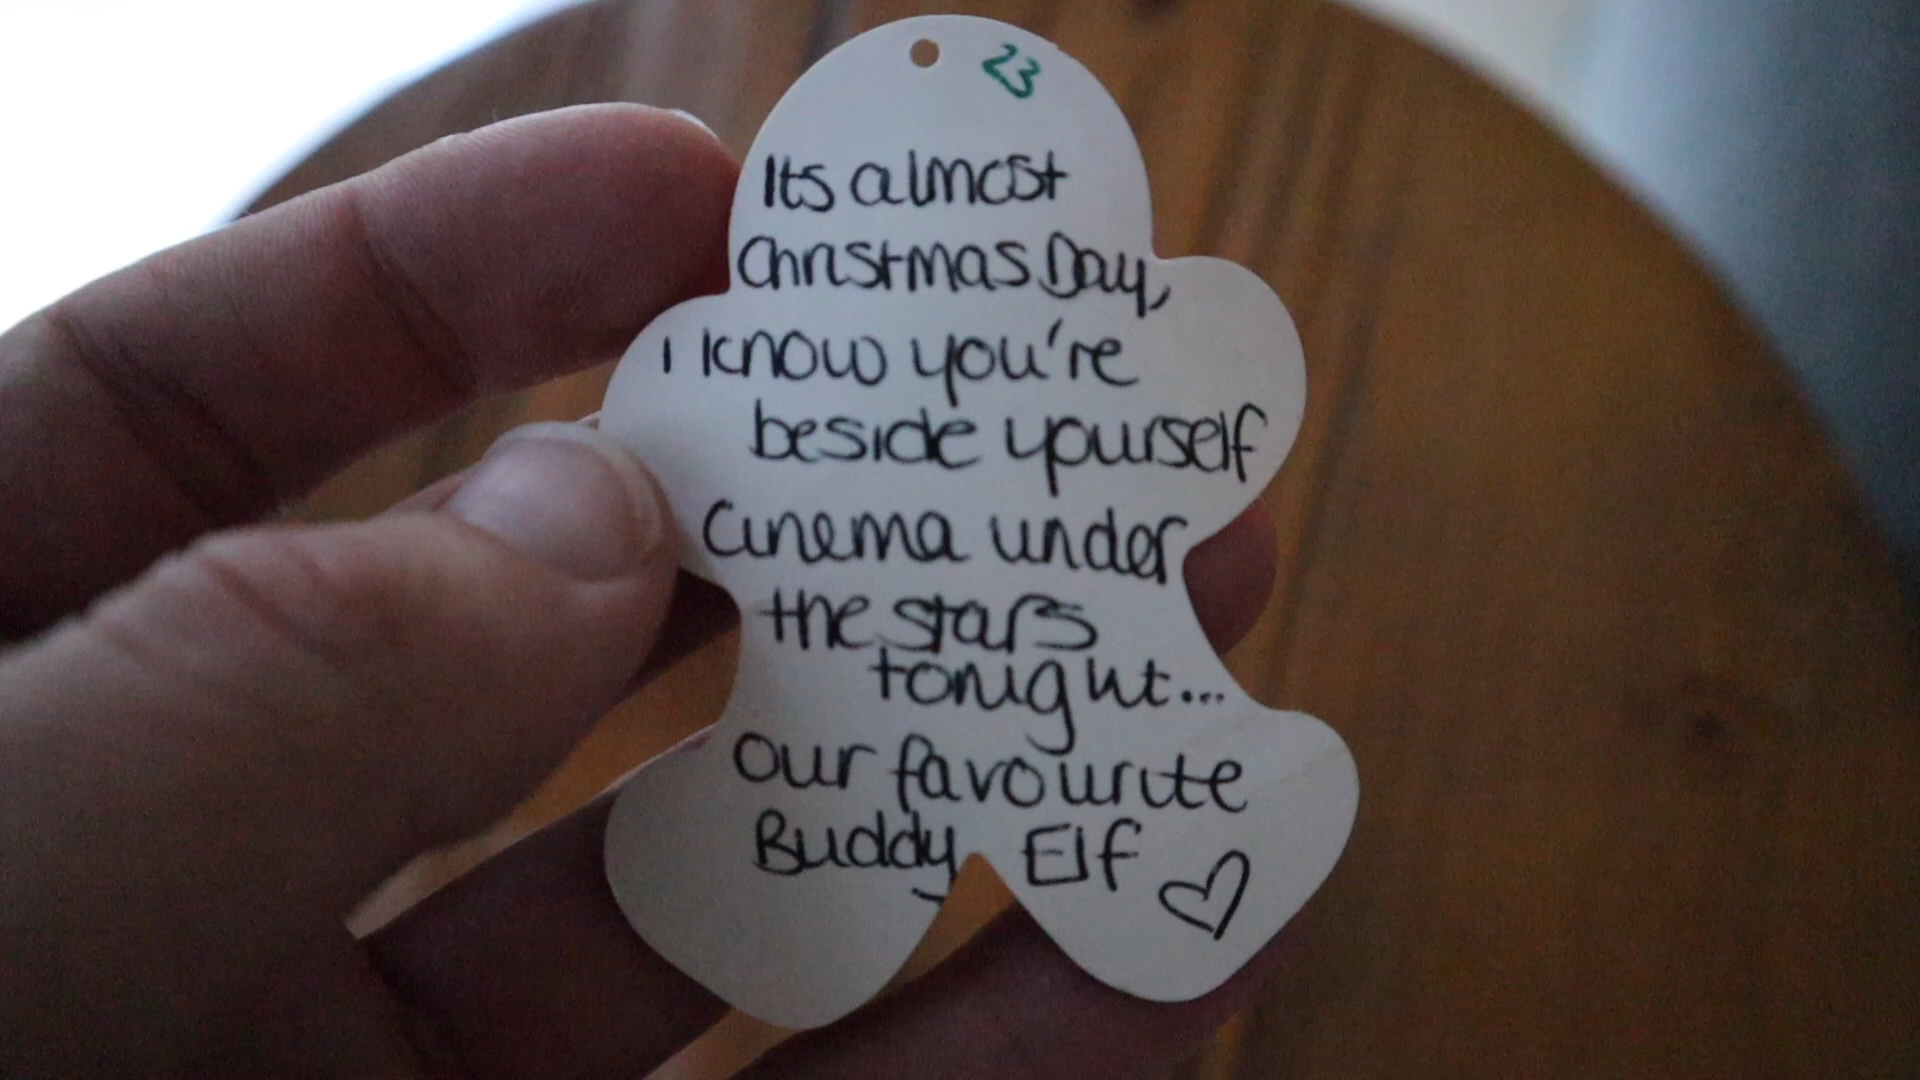 23
Its almost
Christmas Day,
i know you're
beside yourself
Cinema under
the stars
tonight...
our favourite
Buddy Elf